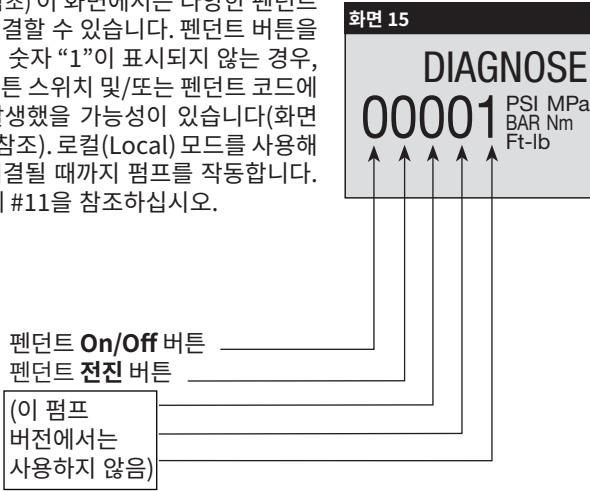 이 화면에서는 다양한 펜던트
결할 수 있습니다. 펜던트 버튼을
숫자 “1”이 표시되지 않는 경우,
튼 스위치 및/또는 펜던트 코드에
생했을 가능성이 있습니다(화면
참조). 로컬(Local) 모드를 사용해
결될 때까지 펌프를 작동합니다.
#11을 참조하십시오.
화면 15
DIAGNOSE
00001
PSI MPa
BAR Nm
Ft-lb
펜던트 On/Off 버튼
펜던트 전진 버튼
(이 펌프
버전에서는
사용하지 않음)